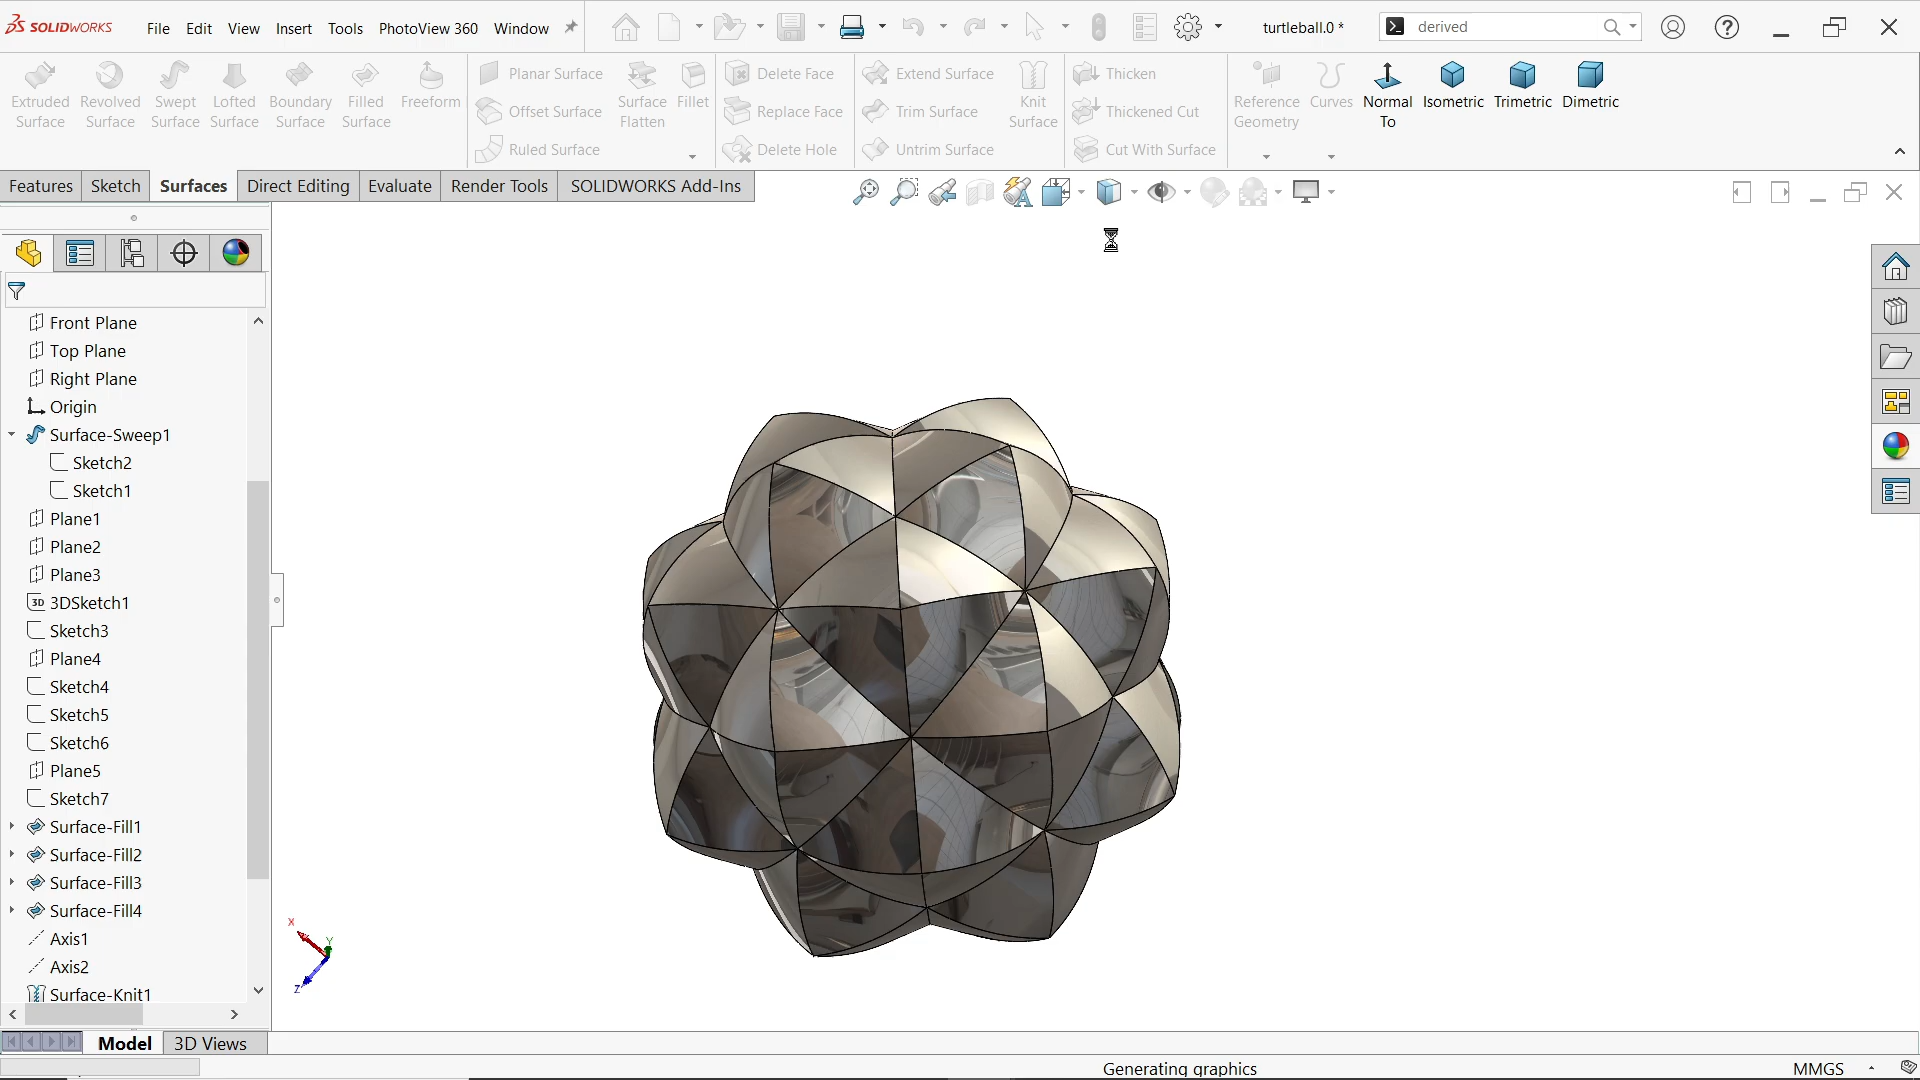 SOLIDWORKS File Edit View Insert Tools PhotoView 360 Window turtleball.0 * derived
Extruded Surface
Revolved Surface
Swept Surface
Lofted Surface
Boundary Surface
Filled Surface
Freeform
Planar Surface
Offset Surface
Ruled Surface
Surface Flatten
Fillet
Delete Face
Replace Face
Delete Hole
Extend Surface
Trim Surface
Untrim Surface
Knit Surface
Thicken
Thickened Cut
Cut With Surface
Reference Geometry
Curves
Normal To
Isometric
Trimetric
Dimetric
Features Sketch Surfaces Direct Editing Evaluate Render Tools SOLIDWORKS Add-Ins
Front Plane
Top Plane
Right Plane
Origin
Surface-Sweep1
Sketch2
Sketch1
Plane1
Plane2
Plane3
3D 3DSketch1
Sketch3
Plane4
Sketch4
Sketch5
Sketch6
Plane5
Sketch7
Surface-Fill1
Surface-Fill2
Surface-Fill3
Surface-Fill4
Axis1
Axis2
Surface-Knit1
X
Y
Z
Model 3D Views
Generating graphics MMGS